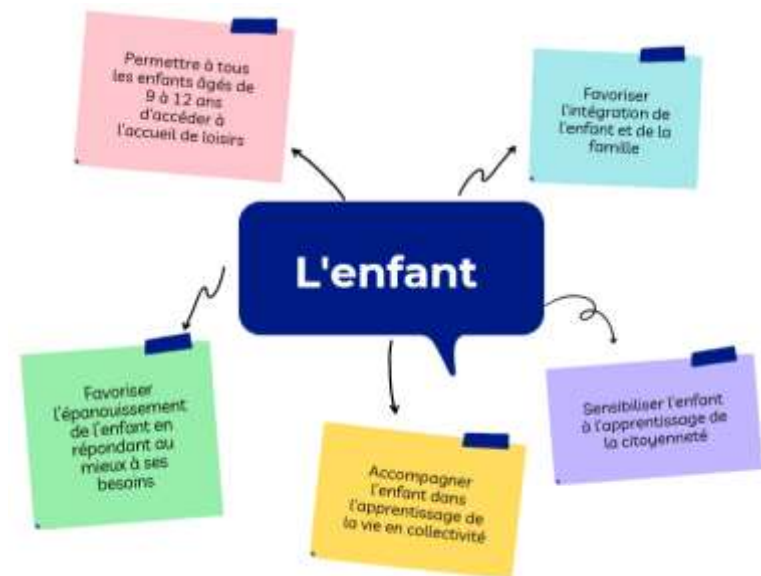 Permettre à tous
les enfants âgés de
9 à 12 ans
d'accéder à
l'accueil de loisirs
Favoriser
l'intégration de
l'enfant et de la
famille
L'enfant
Favoriser
l'épanouissement
de l'enfant en
répondant au
mieux à ses
besoins
Accompagner
l'enfant dans
l'apprentissage de
la vie en collectivité
Sensibiliser l'enfant
à l'apprentissage de
la citoyenneté